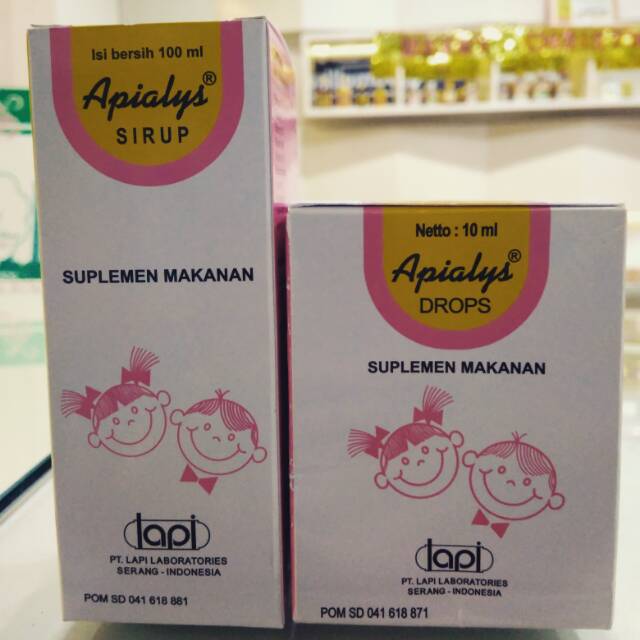 Isi bersih 100 ml
Apialys®
SIRUP
SUPLEMEN MAKANAN
lapi
PT. LAPI LABORATORIES
SERANG - INDONESIA
POM SD 041 618 881
Netto : 10 ml
Apialys®
DROPS
SUPLEMEN MAKANAN
lapi
PT. LAPI LABORATORIES
SERANG - INDONESIA
POM SD 041 618 871